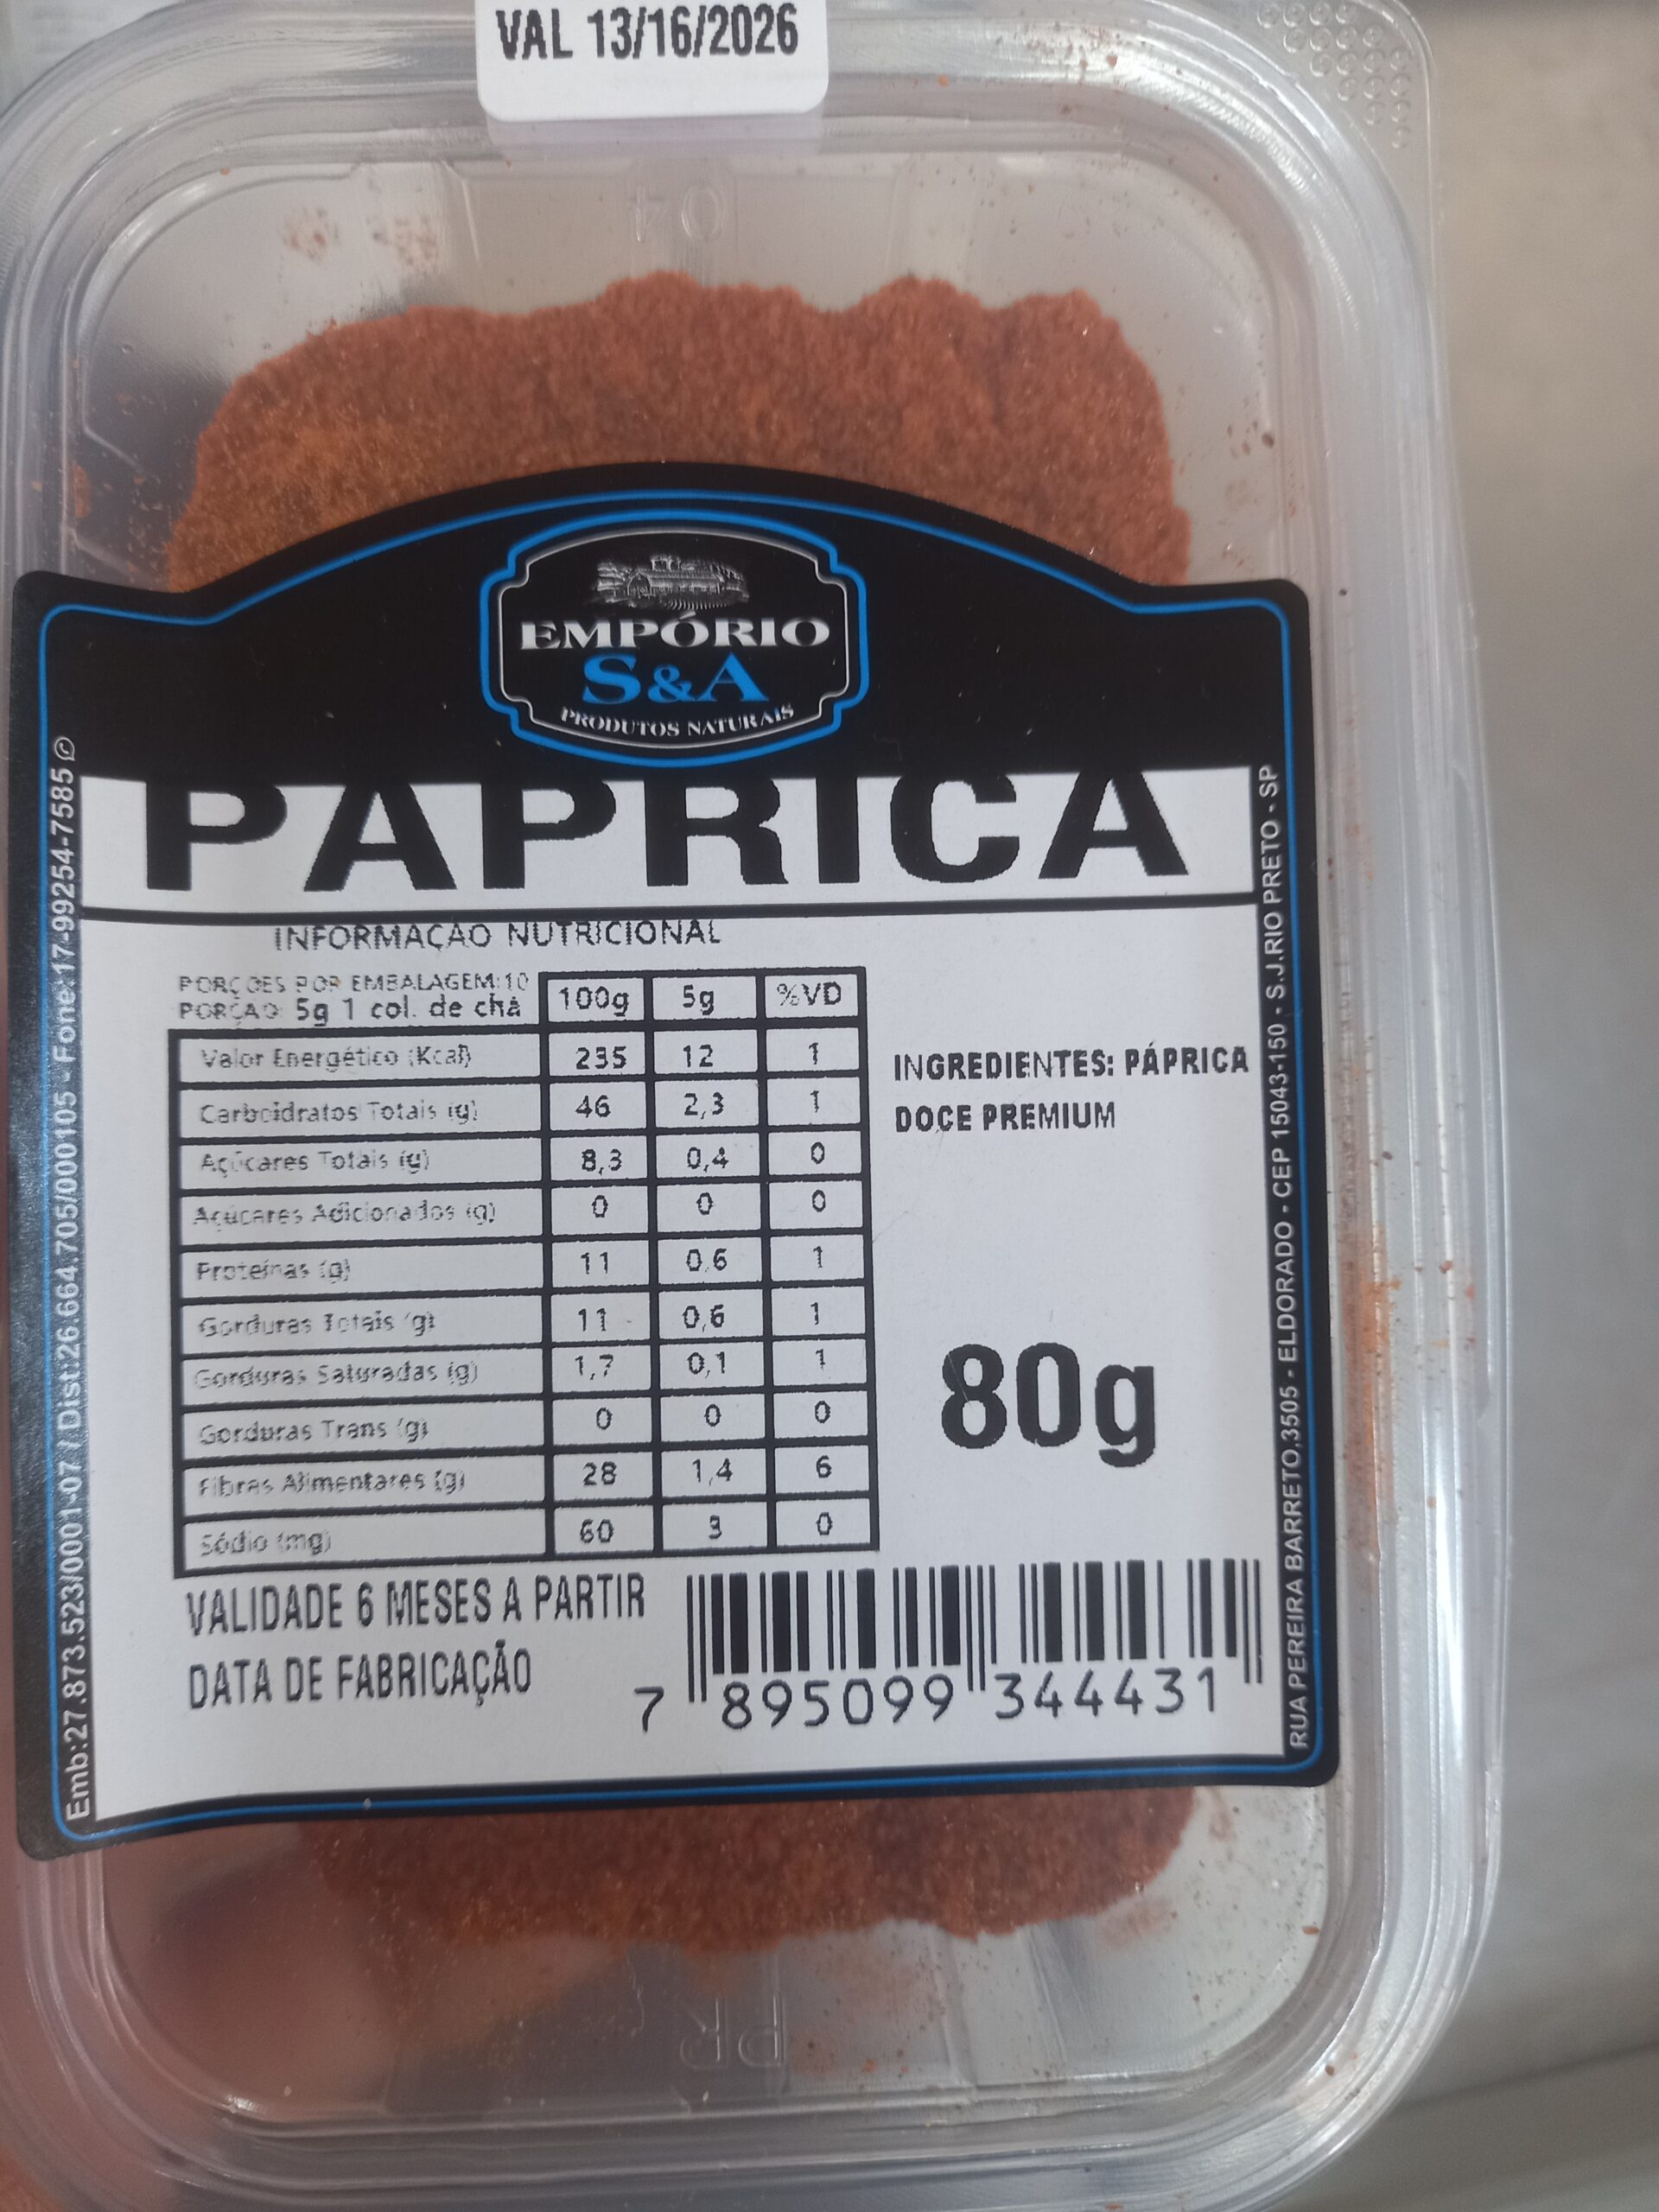 VAL 13/16/2026
04
EMPÓRIO
S&A
PRODUTOS NATURAIS
PAPRICA
INFORMAÇÃO NUTRICIONAL
PORÇÕES POR EMBALAGEM:10
PORÇÃO: 5g 1 col. de chá 100g 5g %VD
Valor Energético (Kcal) 235 12 1
Carboidratos Totais (g) 46 2,3 1
Açúcares Totais (g) 8,3 0,4 0
Açúcares Adicionados (g) 0 0 0
Proteínas (g) 11 0,6 1
Gorduras Totais (g) 11 0,6 1
Gorduras Saturadas (g) 1,7 0,1 1
Gorduras Trans (g) 0 0 0
Fibras Alimentares (g) 28 1,4 6
Sódio (mg) 60 3 0
INGREDIENTES: PÁPRICA
DOCE PREMIUM
80g
VALIDADE 6 MESES A PARTIR
DATA DE FABRICAÇÃO
7 895099 344431
Emb:27.873.523/0001-07 / Dist:26.664.705/000105 - Fone:17-99254-7585
RUA PEREIRA BARRETO,3505 - ELDORADO - CEP 15043-150 - S.J.RIO PRETO - SP
PR